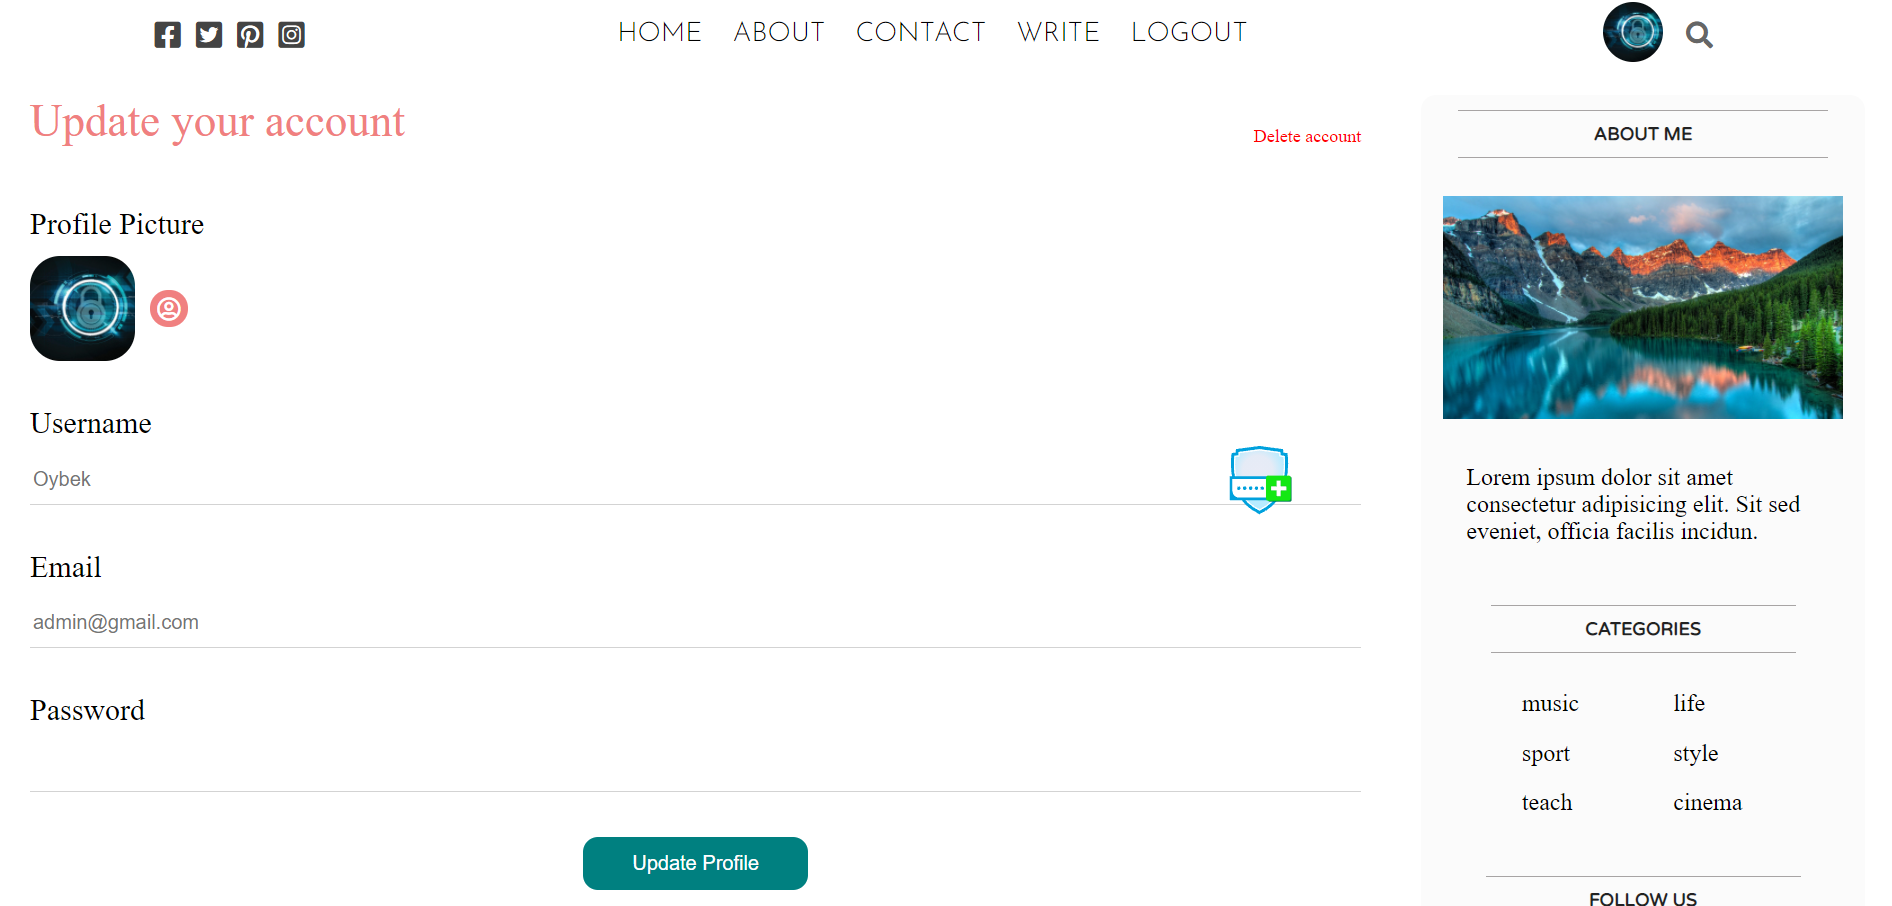 HOME ABOUT CONTACT WRITE LOGOUT
Update your account
Delete account
Profile Picture
Username
Oybek
Email
admin@gmail.com
Password
Update Profile
ABOUT ME
Lorem ipsum dolor sit amet
consectetur adipisicing elit. Sit sed
eveniet, officia facilis incidun.
CATEGORIES
music life
sport style
teach cinema
FOLLOW US